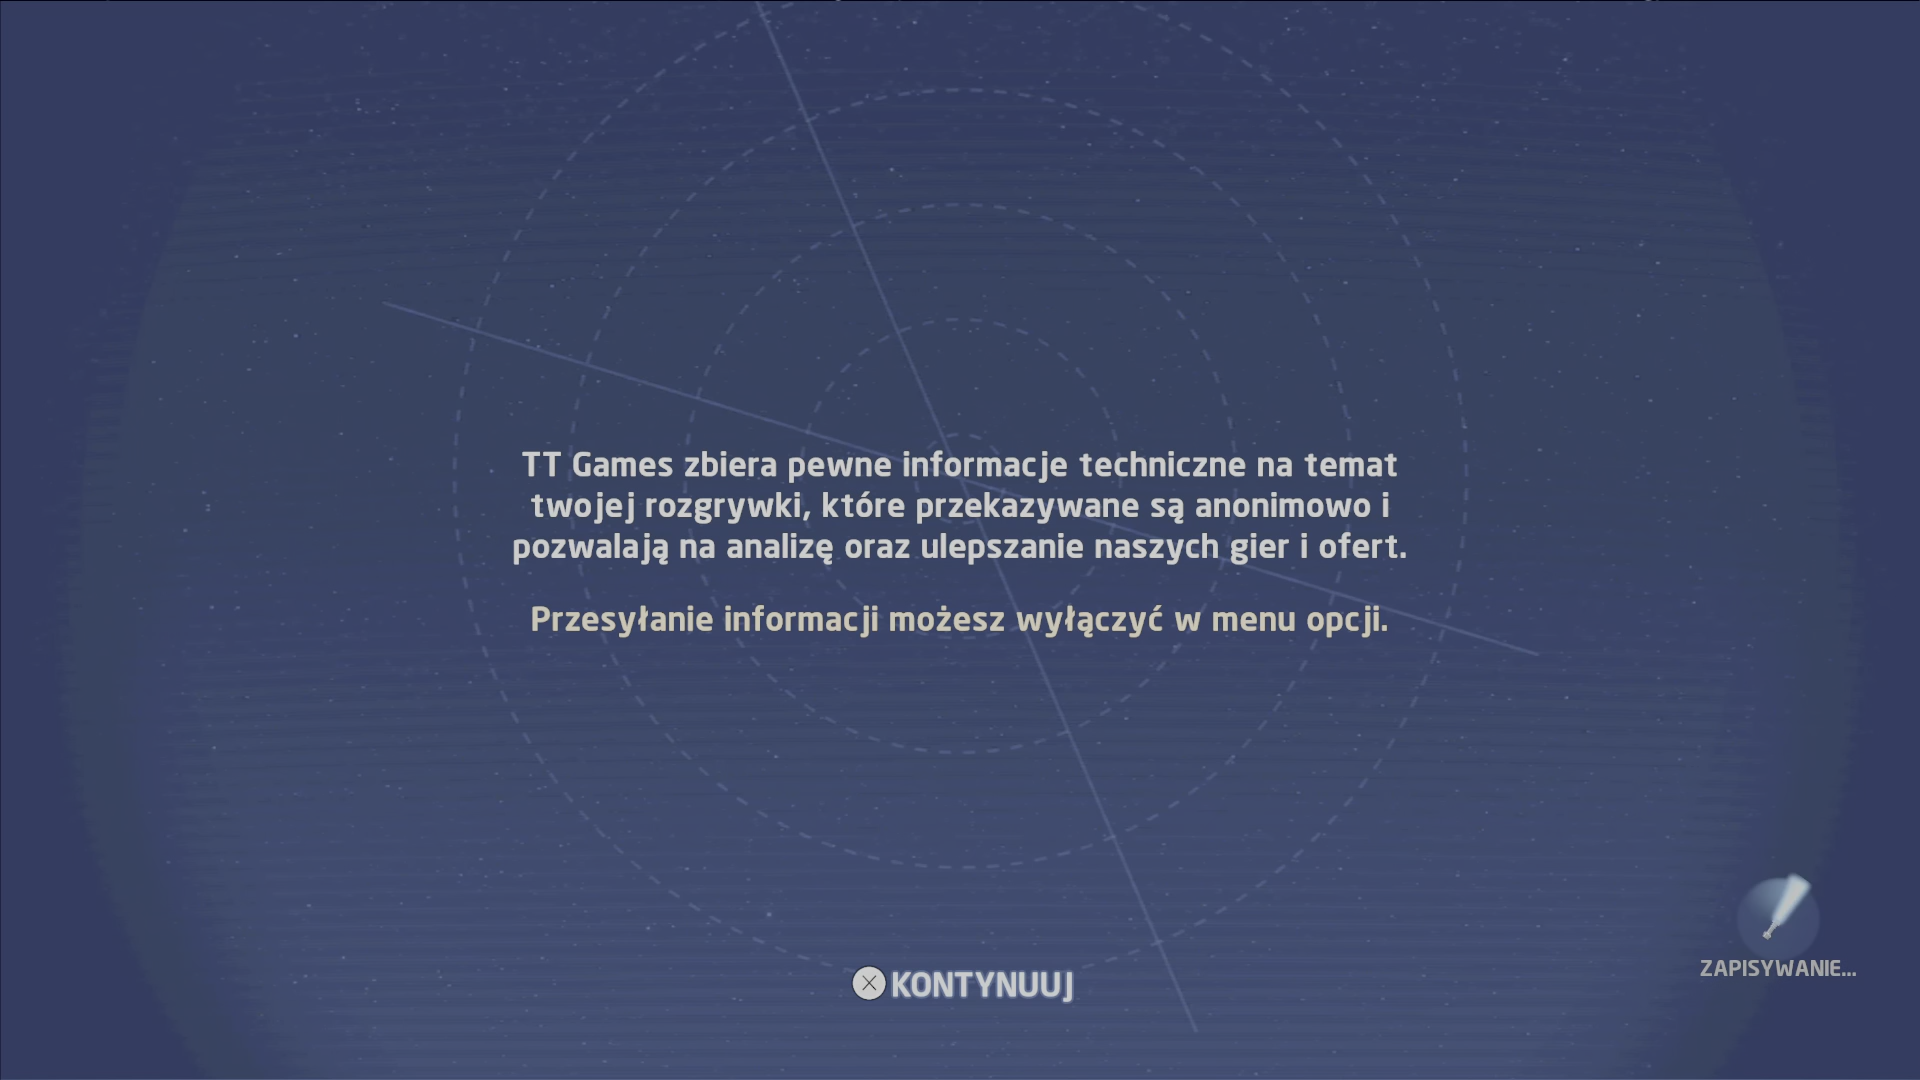 TT Games zbiera pewne informacje techniczne na temat
twojej rozgrywki, które przekazywane są anonimowo i
pozwalają na analizę oraz ulepszanie naszych gier i ofert.
Przesyłanie informacji możesz wyłączyć w menu opcji.
KONTYNUUJ
ZAPISYWANIE...